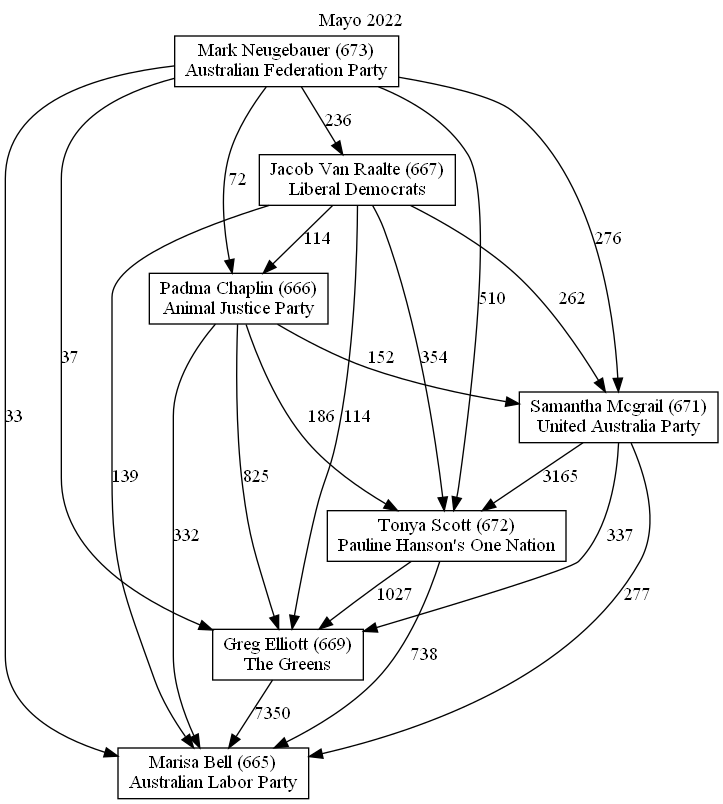 Mayo 2022
Mark Neugebauer (673)
Australian Federation Party
236
Jacob Van Raalte (667)
Liberal Democrats
72
114
276
Padma Chaplin (666)
Animal Justice Party
510
262
37
152
354
33
186
114
Samantha Mcgrail (671)
United Australia Party
139
825
3165
Tonya Scott (672)
Pauline Hanson's One Nation
332
337
1027
277
Greg Elliott (669)
The Greens
738
7350
Marisa Bell (665)
Australian Labor Party